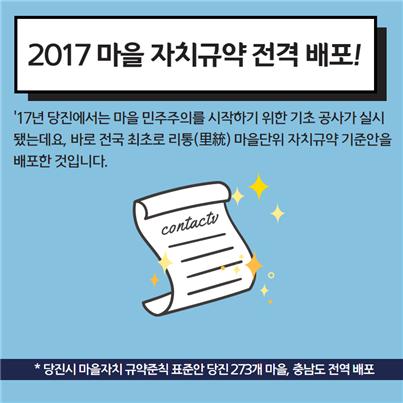 2017 마을 자치규약 전격 배포!
'17년 당진에서는 마을 민주주의를 시작하기 위한 기초 공사가 실시
됐는데요, 바로 전국 최초로 리통(里統) 마을단위 자치규약 기준안을
배포한 것입니다.
contactv
* 당진시 마을자치 규약준칙 표준안 당진 273개 마을, 충남도 전역 배포